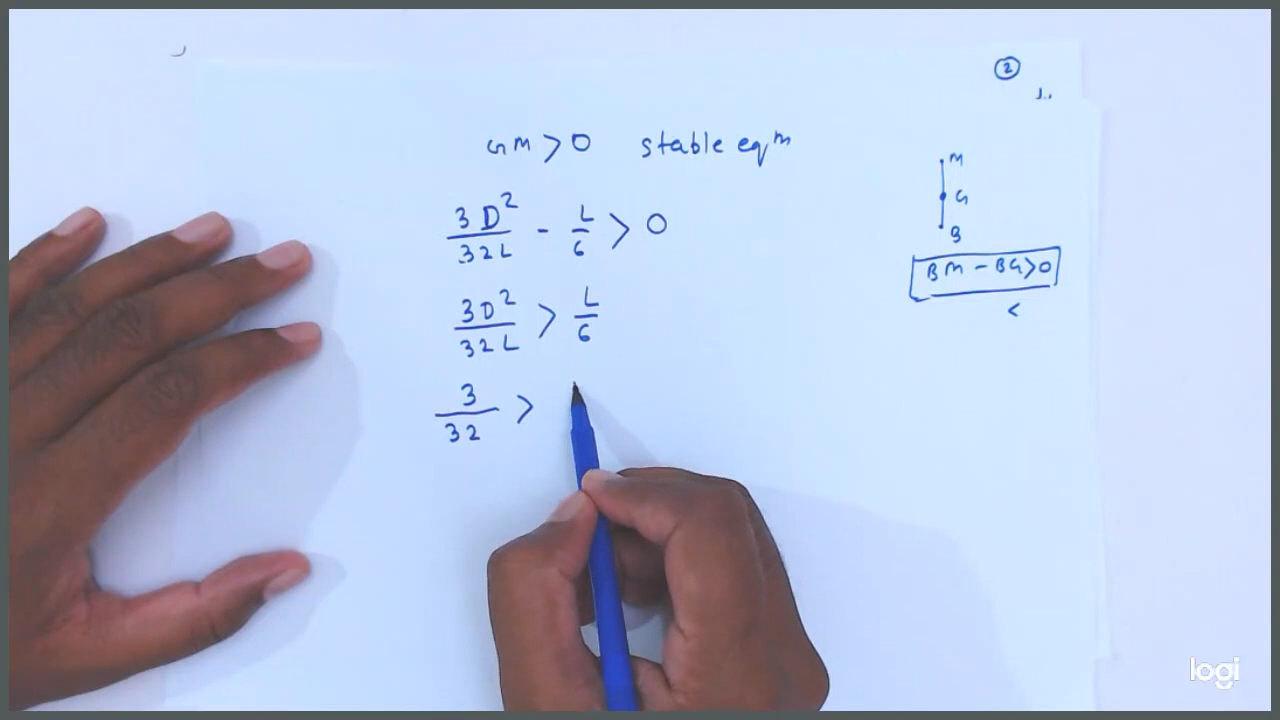 ②
GM > 0 stable eqm
3D²/32L - L/6 > 0
3D²/32L > L/6
3/32 >
M
G
B
BM - BG > 0
<
logi